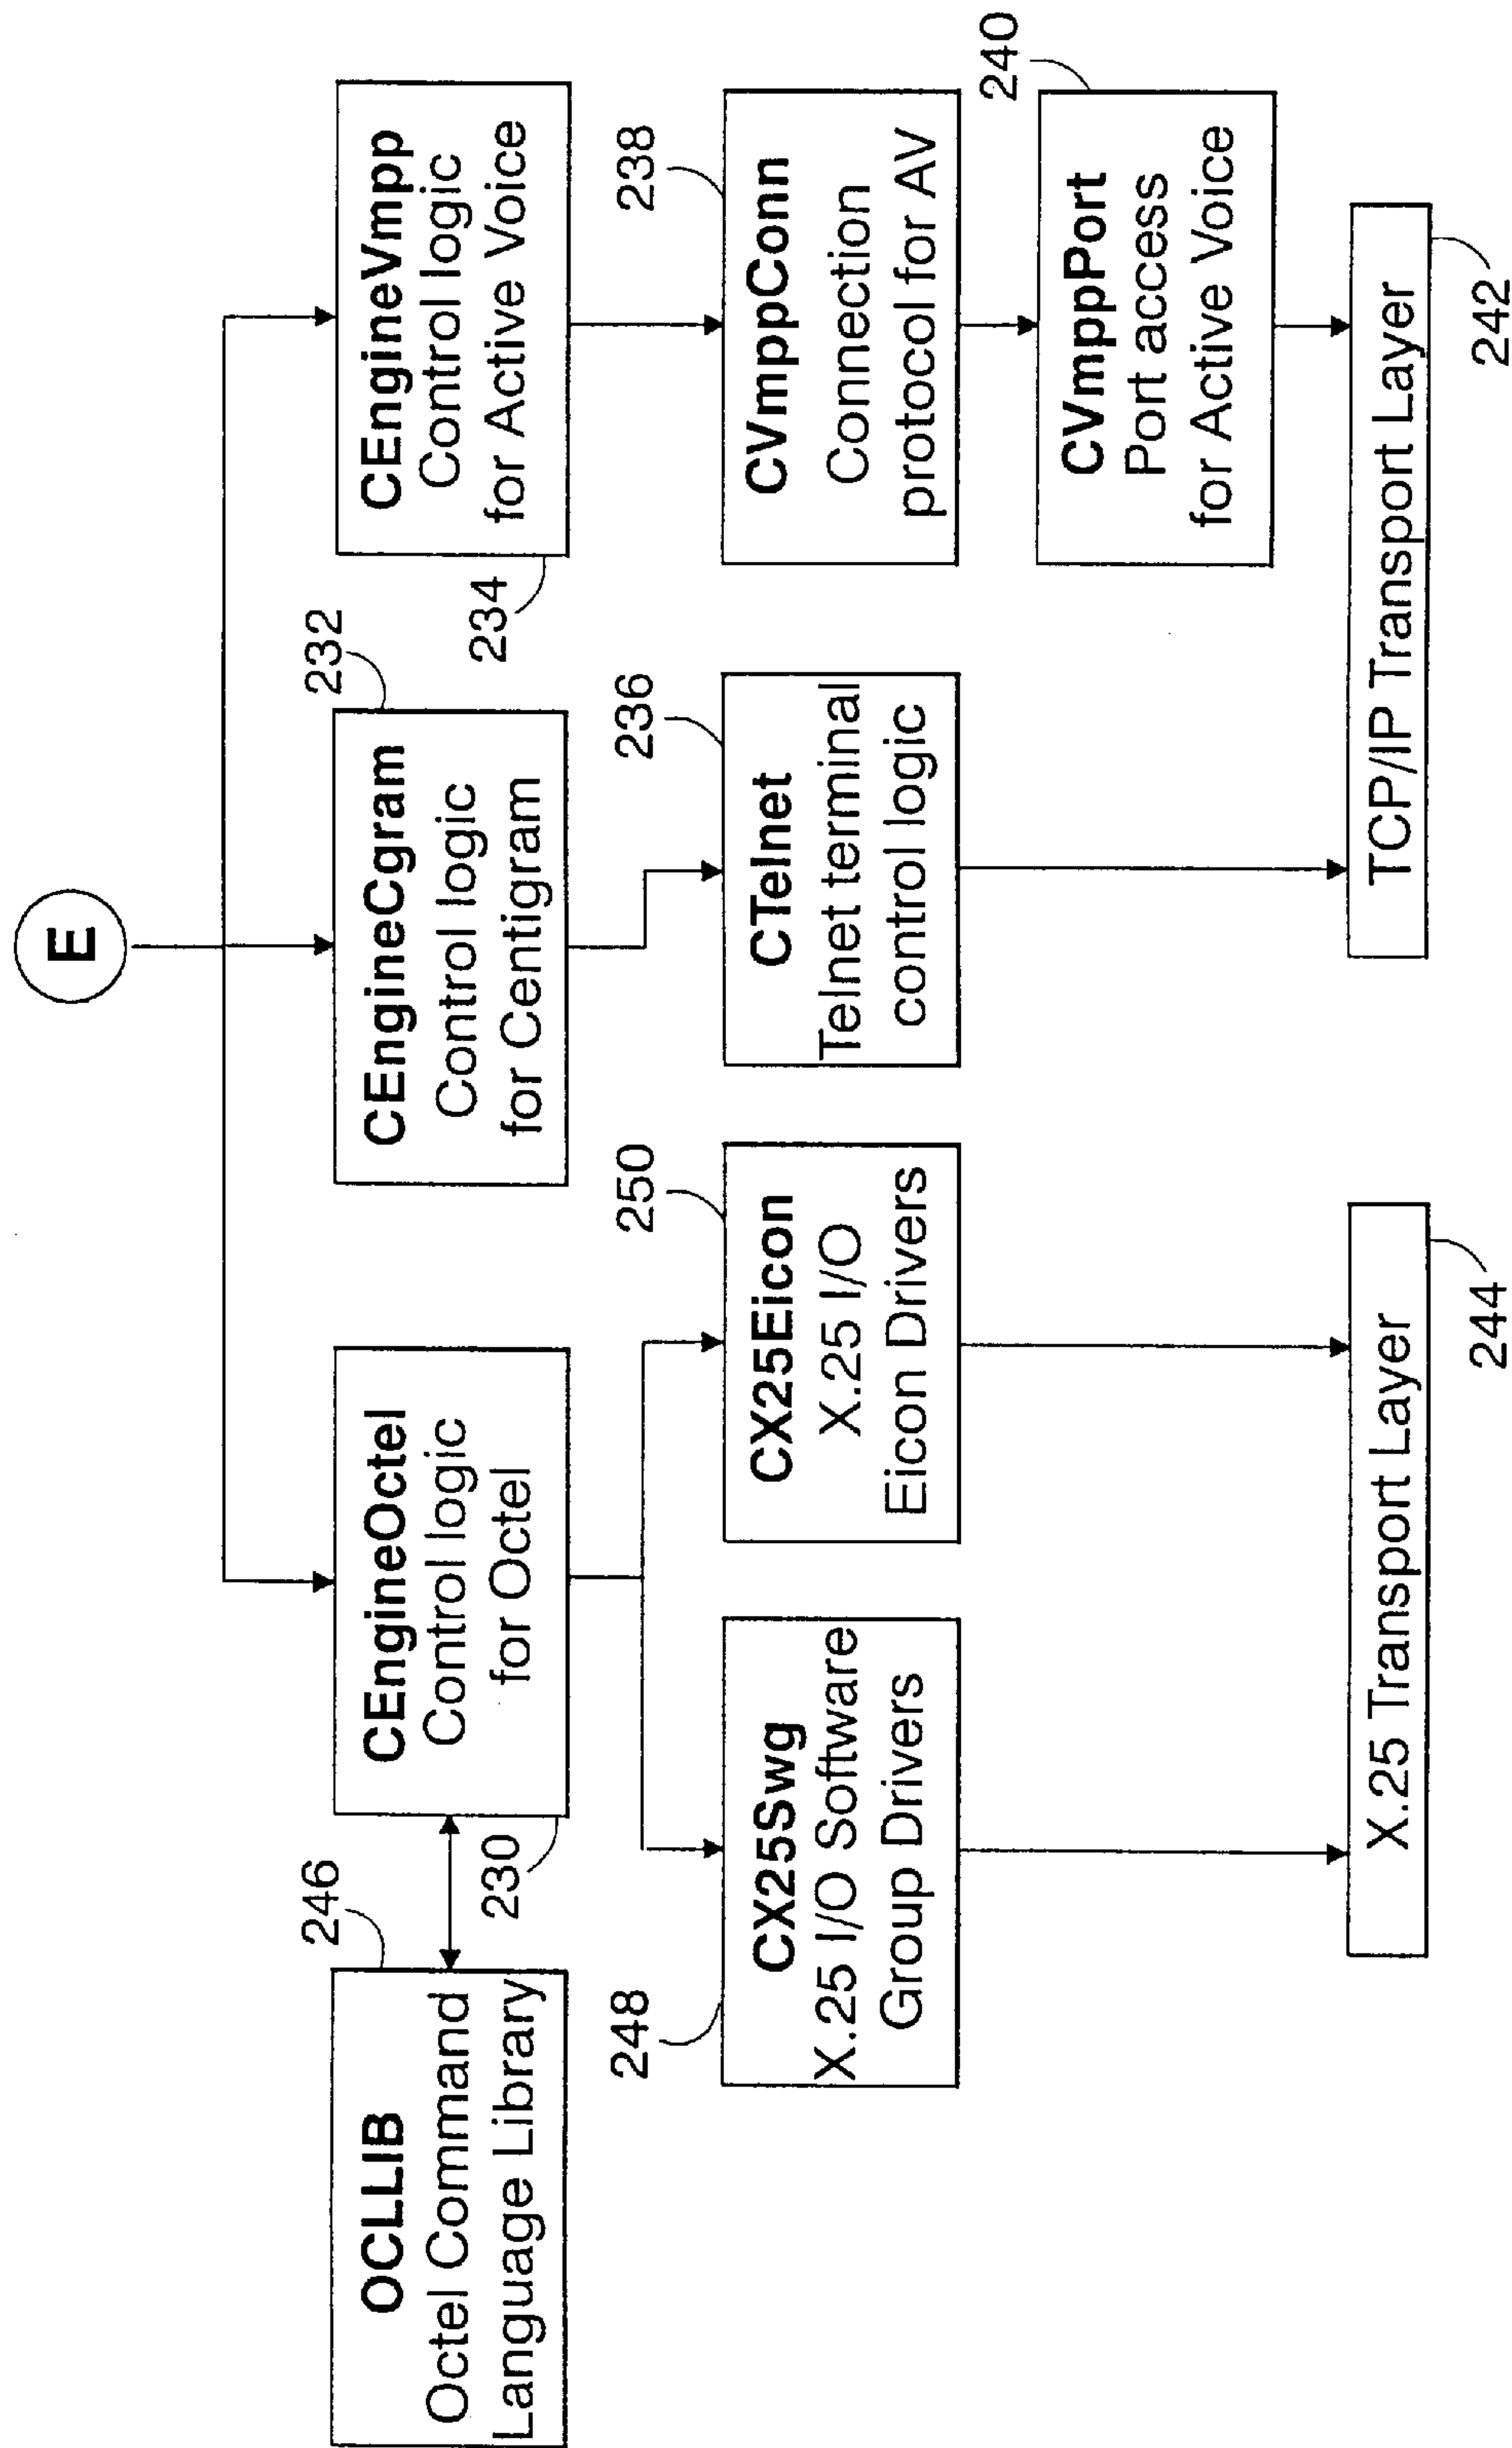 E
246
OCLLIB
Octel Command
Language Library
230
CEngineOctel
Control logic
for Octel
232
CEngineCgram
Control logic
for Centigram
234
CEngineVmpp
Control logic
for Active Voice
248
CX25Swg
X.25 I/O Software
Group Drivers
250
CX25Eicon
X.25 I/O
Eicon Drivers
236
CTelnet
Telnet terminal
control logic
238
CVmppConn
Connection
protocol for AV
240
CVmppPort
Port access
for Active Voice
X.25 Transport Layer
244
TCP/IP Transport Layer
242